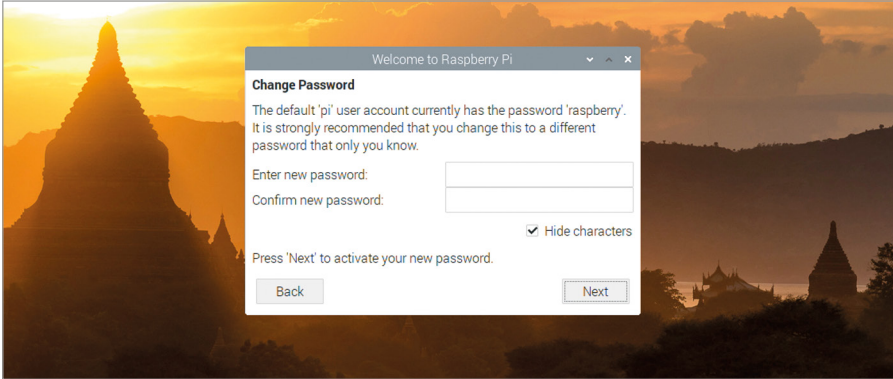 Welcome to Raspberry Pi
Change Password
The default 'pi' user account currently has the password 'raspberry'.
It is strongly recommended that you change this to a different
password that only you know.
Enter new password:
Confirm new password:
Hide characters
Press 'Next' to activate your new password.
Back
Next